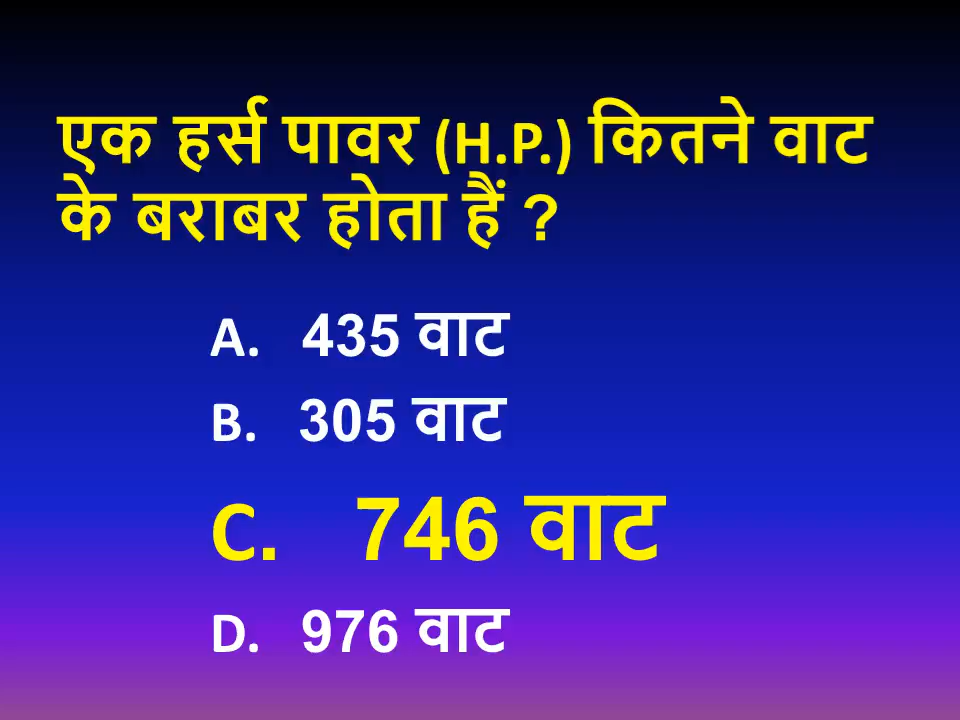 एक हर्स पावर (H.P.) कितने वाट
के बराबर होता हैं ?
A. 435 वाट
B. 305 वाट
C. 746 वाट
D. 976 वाट